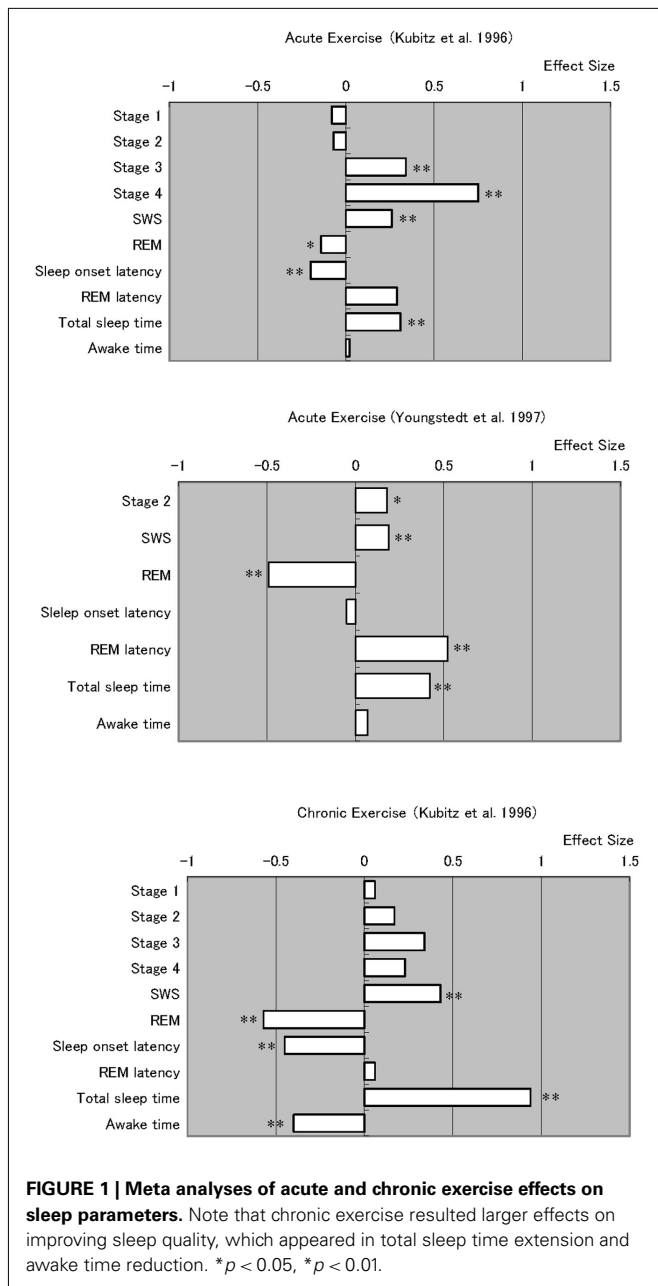 Acute Exercise (Kubitz et al. 1996)
Effect Size
-1 -0.5 0 0.5 1 1.5
Stage 1
Stage 2
Stage 3 **
Stage 4 **
SWS **
REM *
Sleep onset latency **
REM latency
Total sleep time **
Awake time
Acute Exercise (Youngstedt et al. 1997)
Effect Size
-1 -0.5 0 0.5 1 1.5
Stage 2 *
SWS **
REM **
Slelep onset latency
REM latency **
Total sleep time **
Awake time
Chronic Exercise (Kubitz et al. 1996)
Effect Size
-1 -0.5 0 0.5 1 1.5
Stage 1
Stage 2
Stage 3
Stage 4
SWS **
REM **
Sleep onset latency **
REM latency
Total sleep time **
Awake time **
FIGURE 1 | Meta analyses of acute and chronic exercise effects on
sleep parameters. Note that chronic exercise resulted larger effects on
improving sleep quality, which appeared in total sleep time extension and
awake time reduction. *p < 0.05, *p < 0.01.